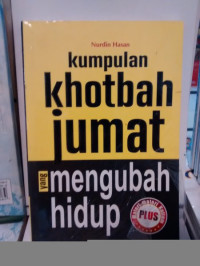 Nurdin Hasan
kumpulan
khotbah
jumat
yang
mengubah
hidup
PLUS